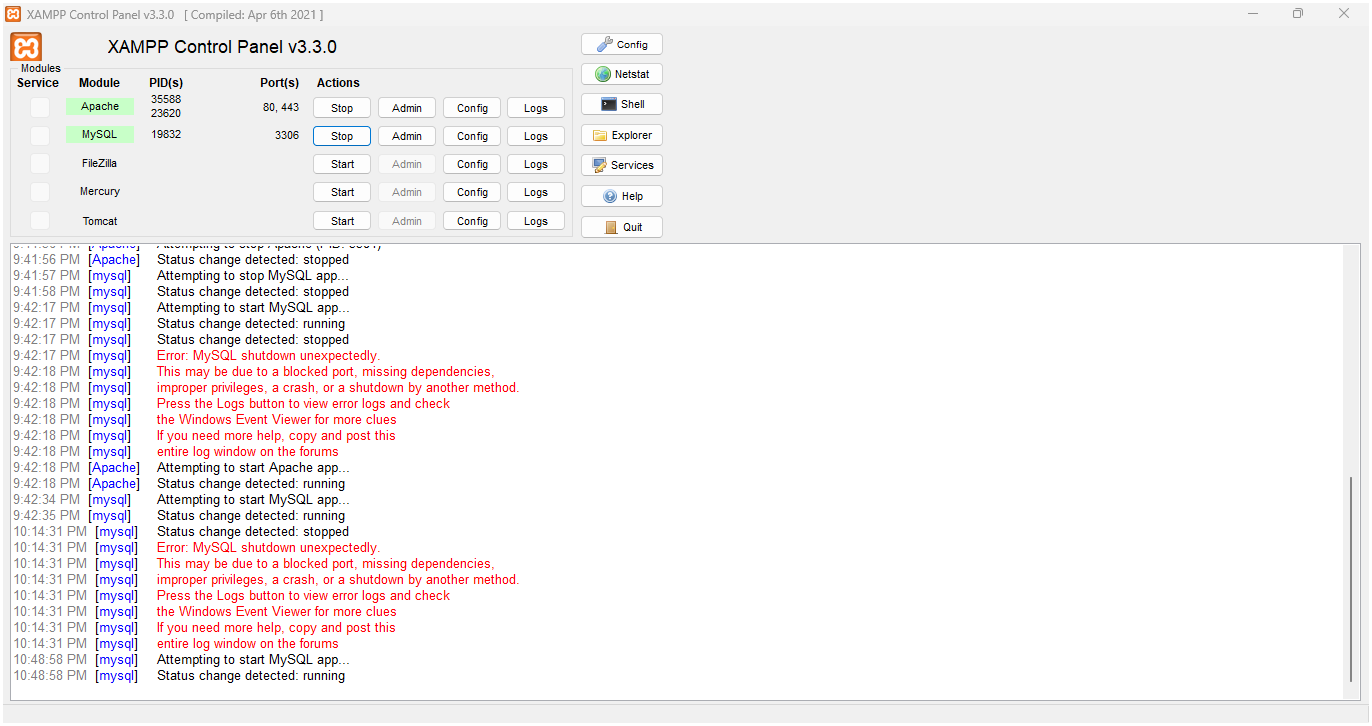 XAMPP Control Panel v3.3.0 [ Compiled: Apr 6th 2021 ]
XAMPP Control Panel v3.3.0
Config
Modules
Service Module PID(s) Port(s) Actions
Netstat
Apache 35588 23620 80, 443 Stop Admin Config Logs
Shell
MySQL 19832 3306 Stop Admin Config Logs
Explorer
FileZilla Start Admin Config Logs
Services
Mercury Start Admin Config Logs
Help
Tomcat Start Admin Config Logs
Quit
[Apache] Attempting to stop Apache
9:41:56 PM [Apache] Status change detected: stopped
9:41:57 PM [mysql] Attempting to stop MySQL app...
9:41:58 PM [mysql] Status change detected: stopped
9:42:17 PM [mysql] Attempting to start MySQL app...
9:42:17 PM [mysql] Status change detected: running
9:42:17 PM [mysql] Status change detected: stopped
9:42:17 PM [mysql] Error: MySQL shutdown unexpectedly.
9:42:18 PM [mysql] This may be due to a blocked port, missing dependencies,
9:42:18 PM [mysql] improper privileges, a crash, or a shutdown by another method.
9:42:18 PM [mysql] Press the Logs button to view error logs and check
9:42:18 PM [mysql] the Windows Event Viewer for more clues
9:42:18 PM [mysql] If you need more help, copy and post this
9:42:18 PM [mysql] entire log window on the forums
9:42:18 PM [Apache] Attempting to start Apache app...
9:42:18 PM [Apache] Status change detected: running
9:42:34 PM [mysql] Attempting to start MySQL app...
9:42:35 PM [mysql] Status change detected: running
10:14:31 PM [mysql] Status change detected: stopped
10:14:31 PM [mysql] Error: MySQL shutdown unexpectedly.
10:14:31 PM [mysql] This may be due to a blocked port, missing dependencies,
10:14:31 PM [mysql] improper privileges, a crash, or a shutdown by another method.
10:14:31 PM [mysql] Press the Logs button to view error logs and check
10:14:31 PM [mysql] the Windows Event Viewer for more clues
10:14:31 PM [mysql] If you need more help, copy and post this
10:14:31 PM [mysql] entire log window on the forums
10:48:58 PM [mysql] Attempting to start MySQL app...
10:48:58 PM [mysql] Status change detected: running